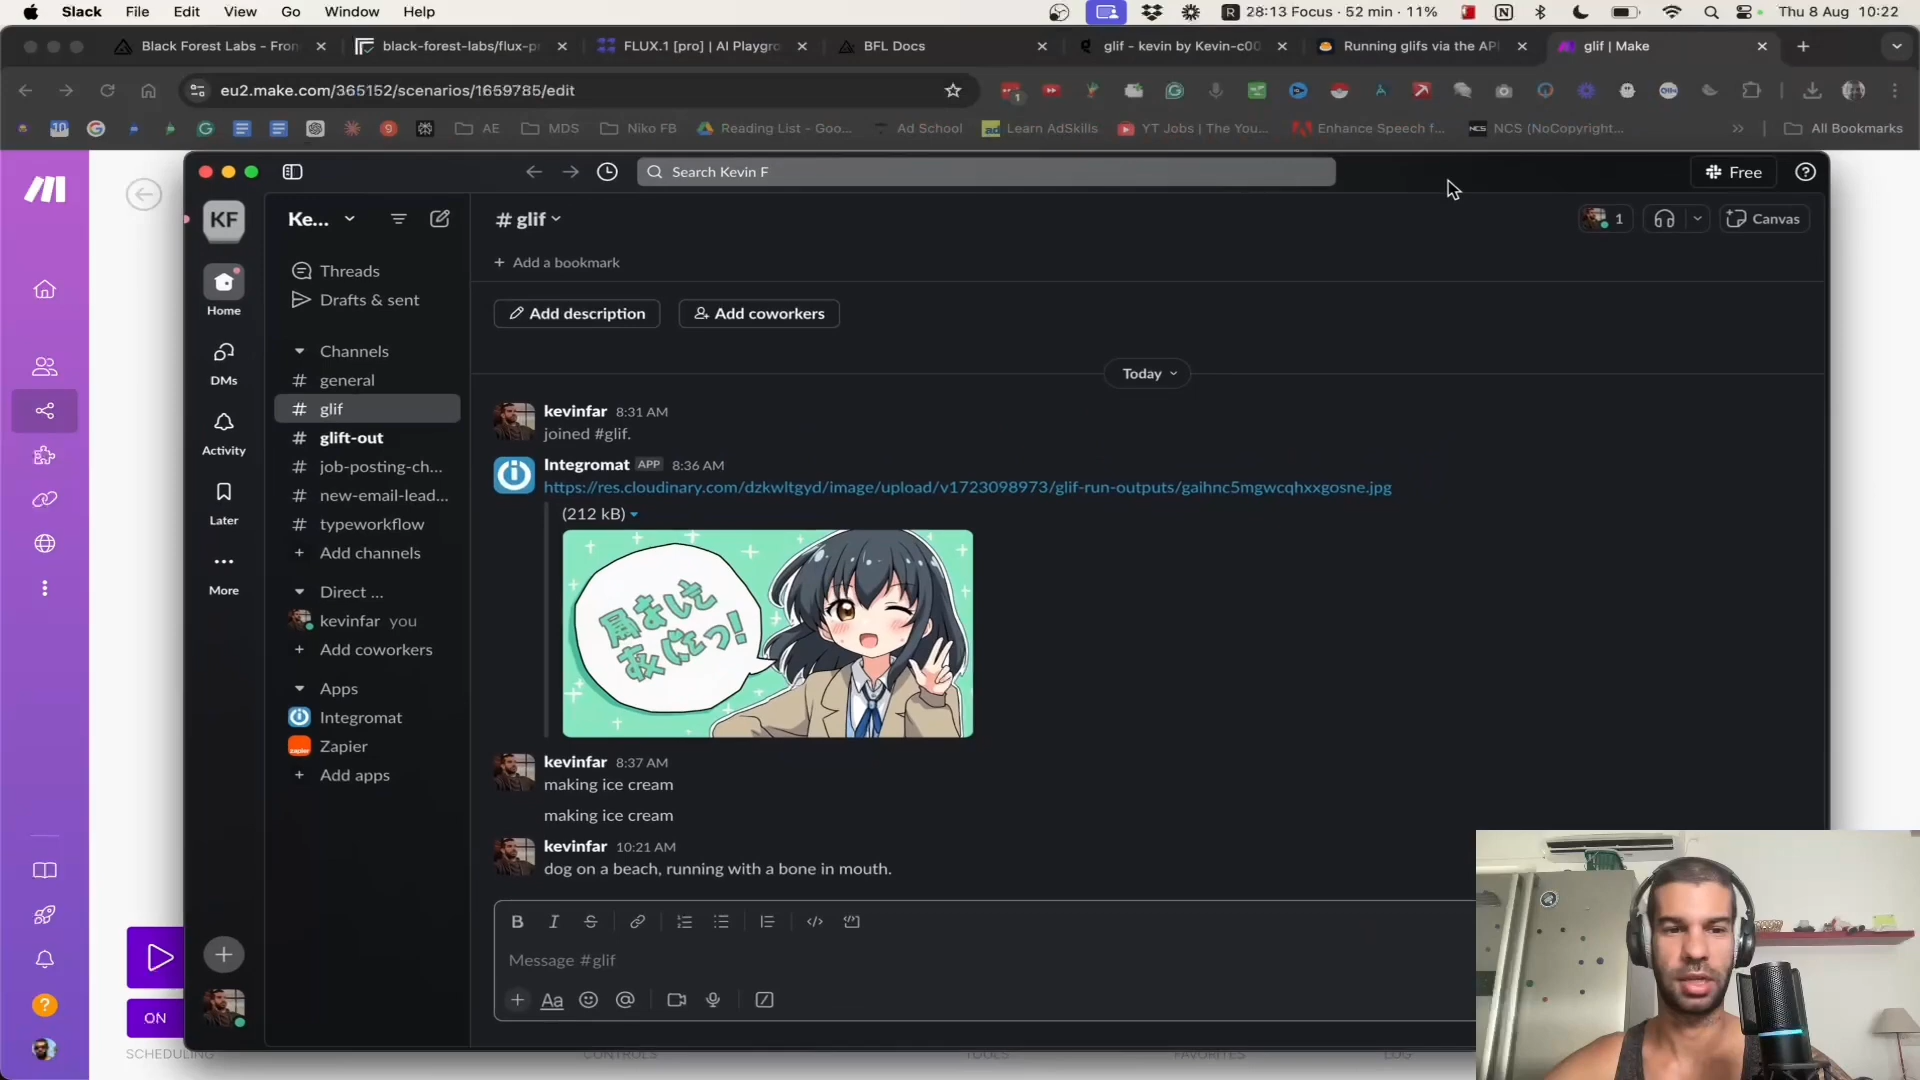 Slack File Edit View Go Window Help
R 28:13 Focus · 52 min · 11% Thu 8 Aug 10:22
Black Forest Labs - Fron
black-forest-labs/flux-pr
FLUX.1 [pro] | AI Playgro
BFL Docs
glif - kevin by Kevin-c00
Running glifs via the API
glif | Make
eu2.make.com/365152/scenarios/1659785/edit
AE
MDS
Niko FB
Reading List - Goo...
Ad School
Learn AdSkills
YT Jobs | The You...
Enhance Speech f...
NCS (NoCopyright...
All Bookmarks
Search Kevin F
Free
KF
Ke...
# glif
1
Canvas
+ Add a bookmark
Home
DMs
Activity
Later
More
Threads
Drafts & sent
Channels
# general
# glif
# glift-out
# job-posting-ch...
# new-email-lead...
# typeworkflow
+ Add channels
Direct ...
kevinfar you
+ Add coworkers
Apps
Integromat
Zapier
+ Add apps
Add description
Add coworkers
Today
kevinfar 8:31 AM
joined #glif.
Integromat APP 8:36 AM
https://res.cloudinary.com/dzkwltgyd/image/upload/v1723098973/glif-run-outputs/gaihnc5mgwcqhxxgosne.jpg
(212 kB)
kevinfar 8:37 AM
making ice cream
making ice cream
kevinfar 10:21 AM
dog on a beach, running with a bone in mouth.
Message #glif
ON
SCHEDULING
CONTROLS
TOOLS
FAVORITES
LOG